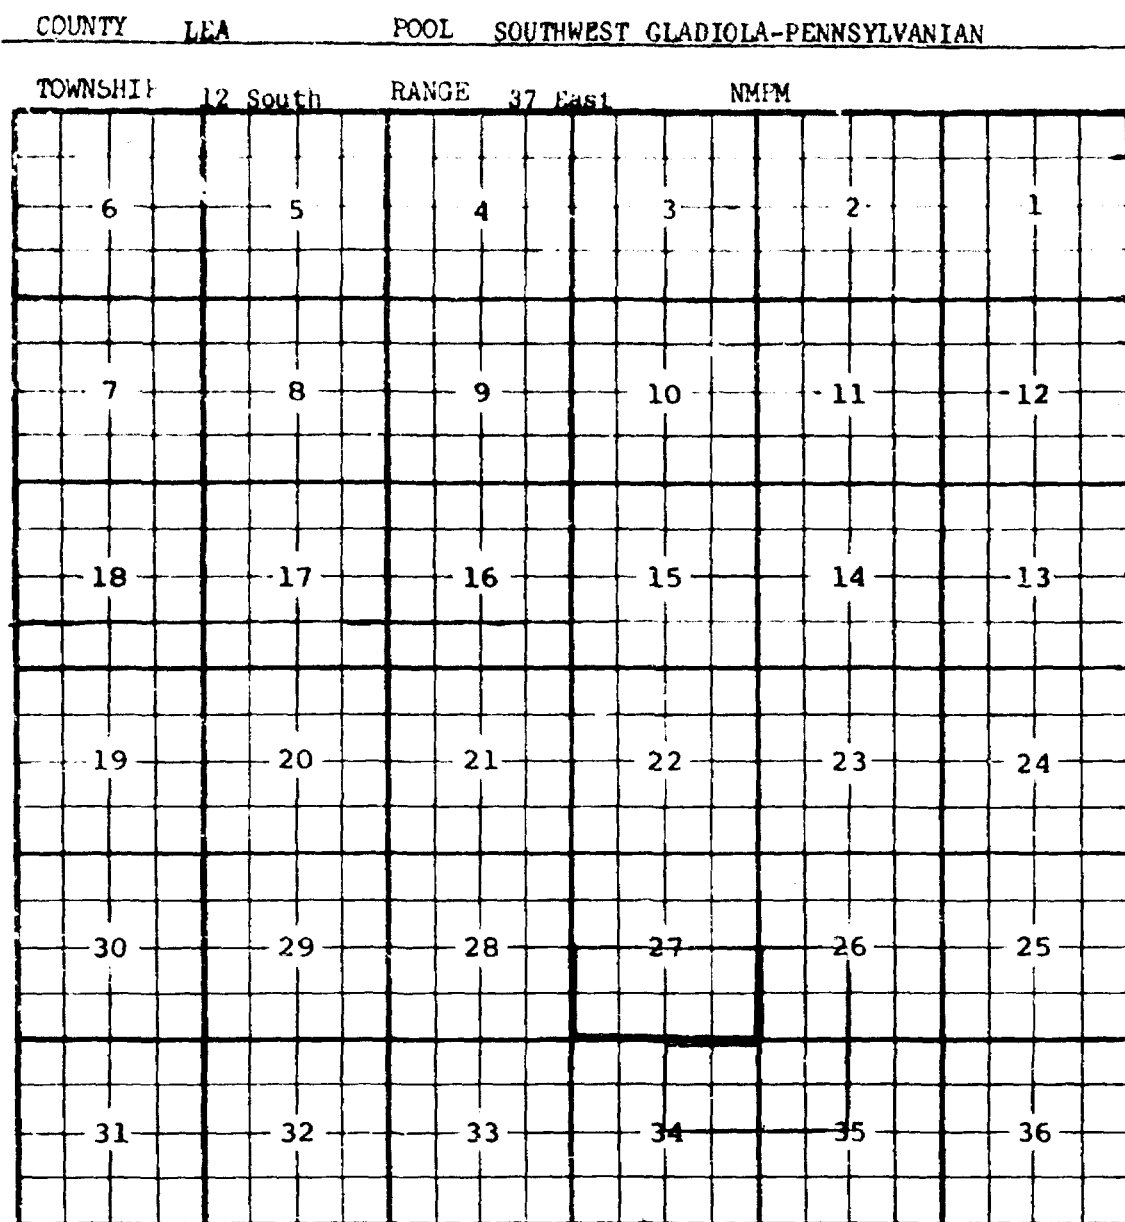 COUNTY LEA POOL SOUTHWEST GLADIOLA-PENNSYLVANIAN
TOWNSHIP 12 South RANGE 37 East NMPM
6 5 4 3 2 1
7 8 9 10 11 12
18 17 16 15 14 13
19 20 21 22 23 24
30 29 28 27 26 25
31 32 33 34 35 36